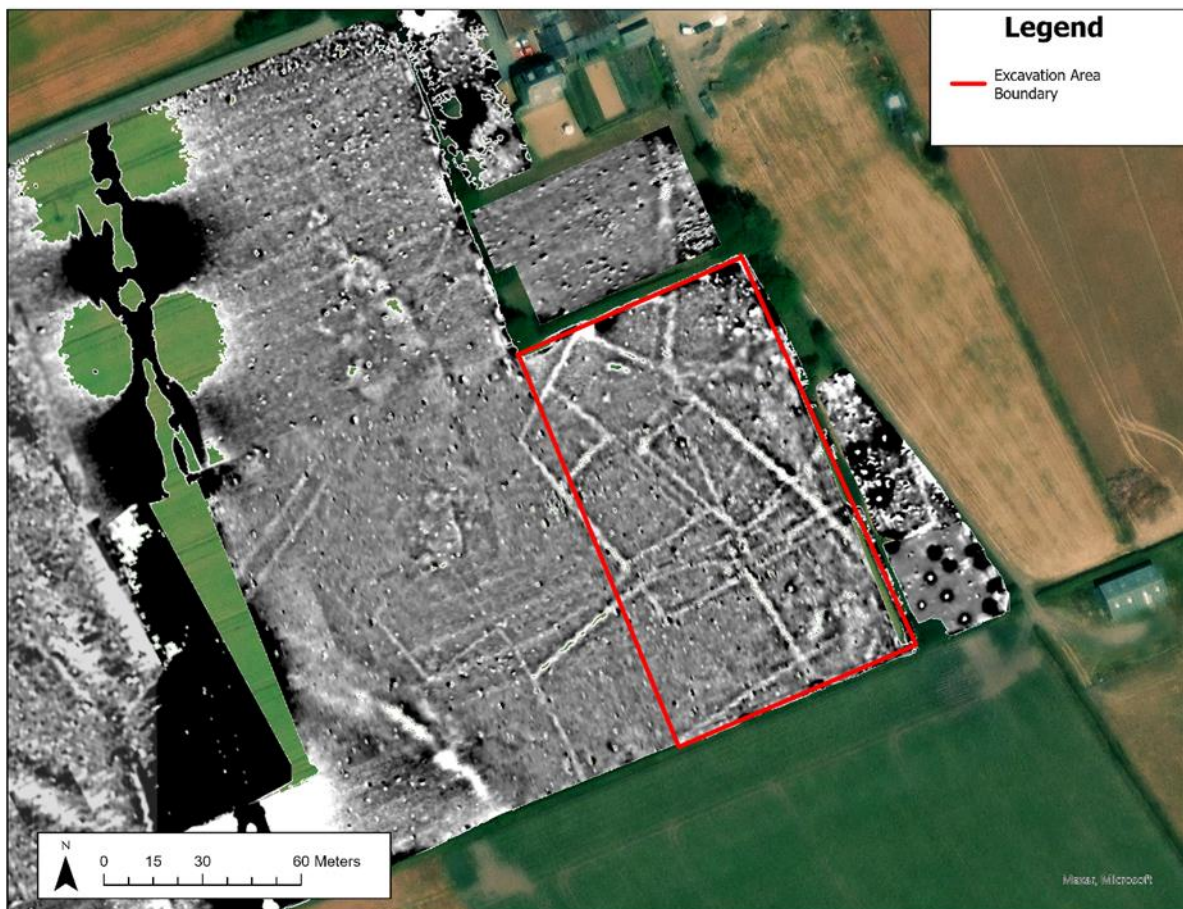 Legend
Excavation Area
Boundary
N
0 15 30 60 Meters
Maxar, Microsoft